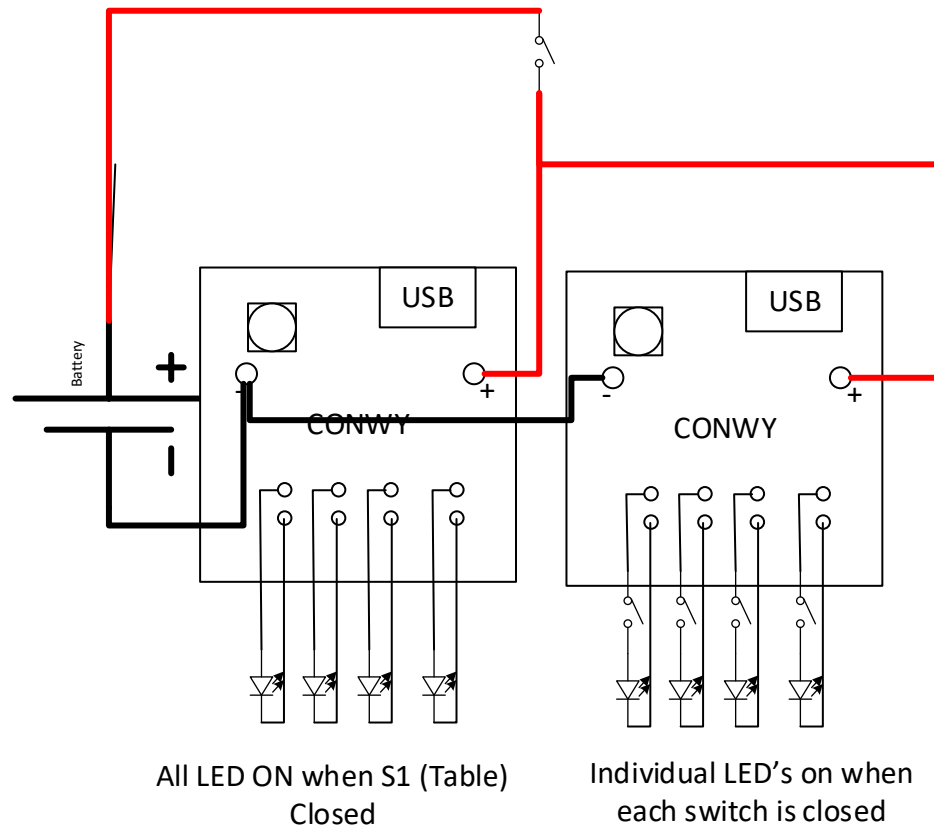 USB
USB
Battery
+
-
+
-
+
CONWY
CONWY
–
All LED ON when S1 (Table)
Closed
Individual LED's on when
each switch is closed